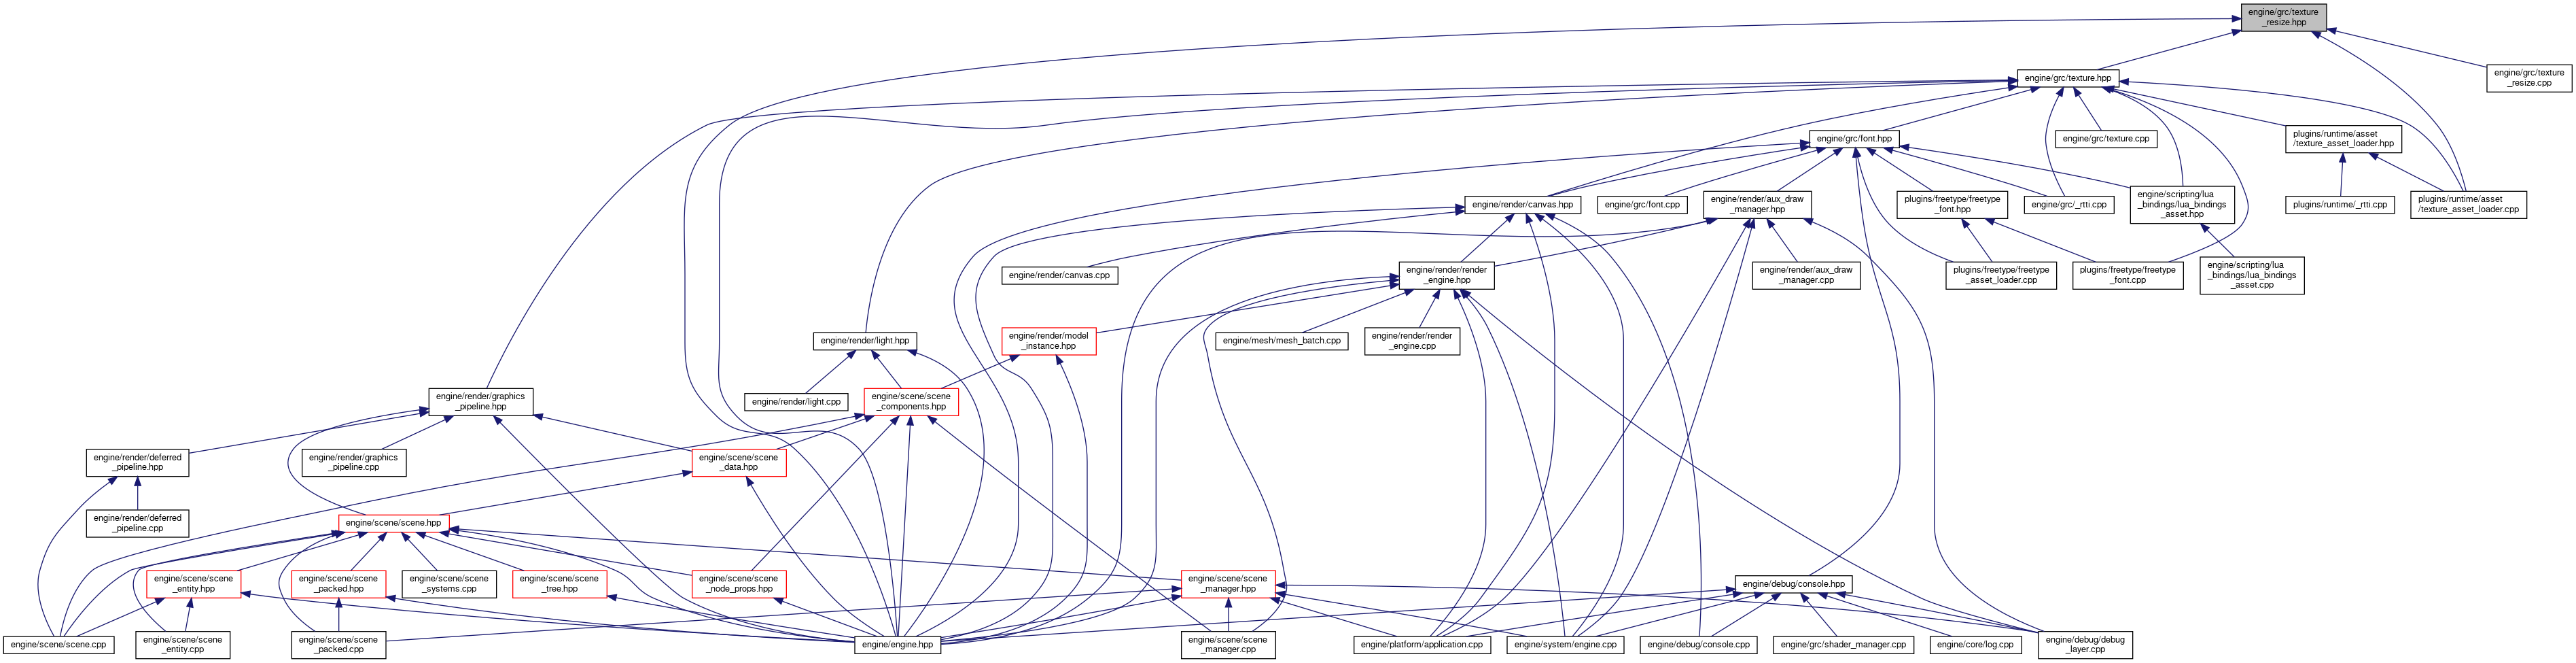 engine/grc/texture
_resize.hpp
engine/grc/texture.hpp
engine/grc/texture
_resize.cpp
engine/grc/font.hpp
engine/grc/texture.cpp
plugins/runtime/asset
/texture_asset_loader.hpp
engine/render/canvas.hpp
engine/grc/font.cpp
engine/render/aux_draw
_manager.hpp
plugins/freetype/freetype
_font.hpp
engine/grc/_rtti.cpp
engine/scripting/lua
_bindings/lua_bindings
_asset.hpp
plugins/runtime/_rtti.cpp
plugins/runtime/asset
/texture_asset_loader.cpp
engine/render/canvas.cpp
engine/render/render
_engine.hpp
engine/render/aux_draw
_manager.cpp
plugins/freetype/freetype
_asset_loader.cpp
plugins/freetype/freetype
_font.cpp
engine/scripting/lua
_bindings/lua_bindings
_asset.cpp
engine/render/light.hpp
engine/render/model
_instance.hpp
engine/mesh/mesh_batch.cpp
engine/render/render
_engine.cpp
engine/render/graphics
_pipeline.hpp
engine/render/light.cpp
engine/scene/scene
_components.hpp
engine/render/deferred
_pipeline.hpp
engine/render/graphics
_pipeline.cpp
engine/scene/scene
_data.hpp
engine/render/deferred
_pipeline.cpp
engine/scene/scene.hpp
engine/scene/scene
_entity.hpp
engine/scene/scene
_packed.hpp
engine/scene/scene
_systems.cpp
engine/scene/scene
_tree.hpp
engine/scene/scene
_node_props.hpp
engine/scene/scene
_manager.hpp
engine/debug/console.hpp
engine/scene/scene.cpp
engine/scene/scene
_entity.cpp
engine/scene/scene
_packed.cpp
engine/engine.hpp
engine/scene/scene
_manager.cpp
engine/platform/application.cpp
engine/system/engine.cpp
engine/debug/console.cpp
engine/grc/shader_manager.cpp
engine/core/log.cpp
engine/debug/debug
_layer.cpp